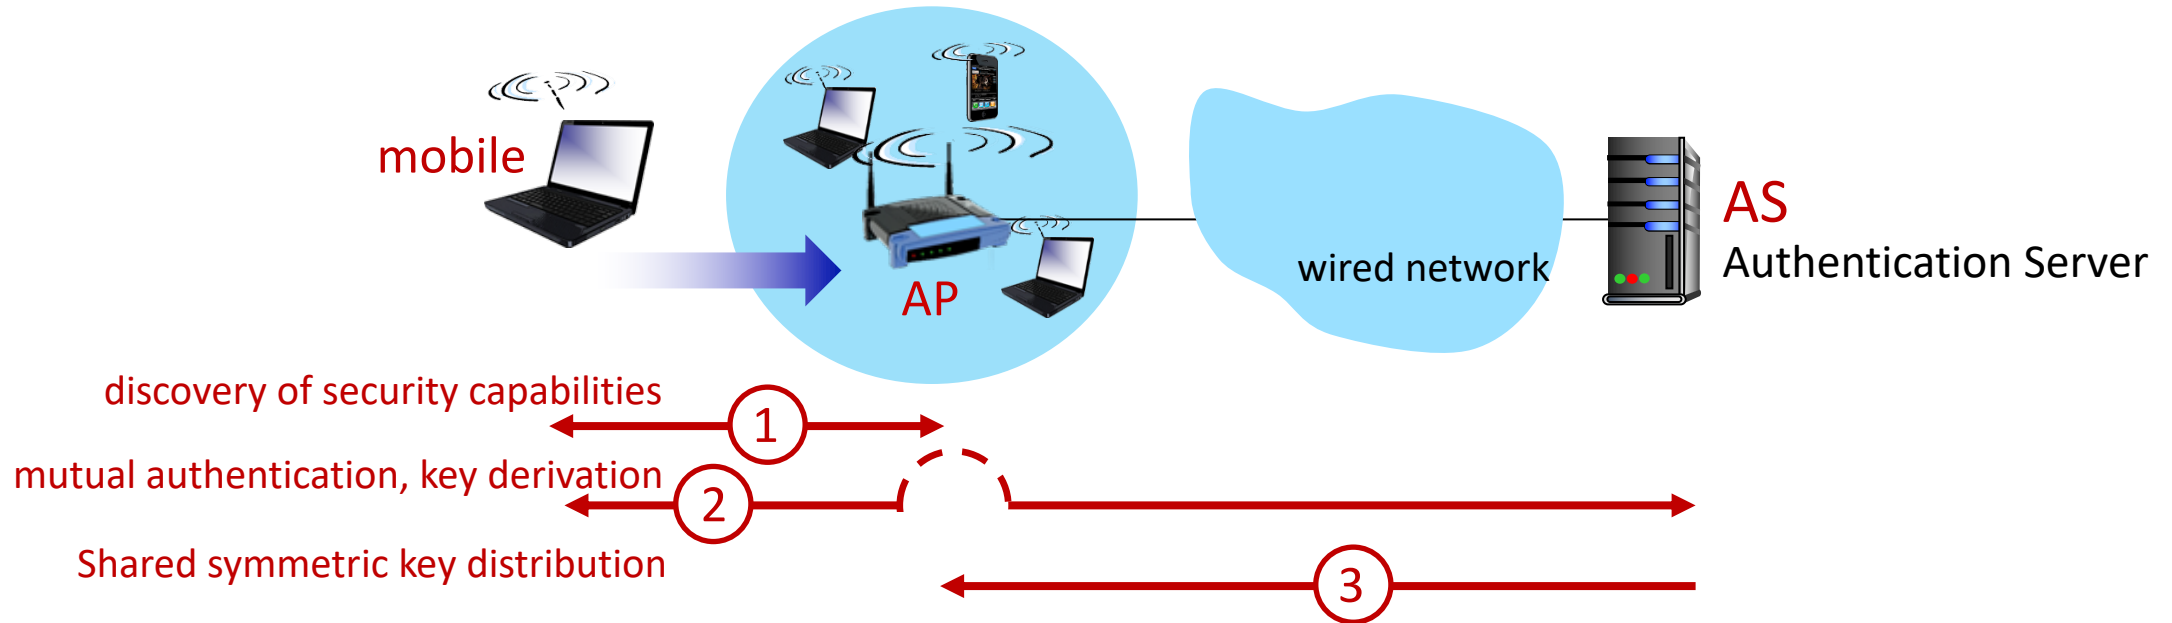 mobile
AP
wired network
AS
Authentication Server
discovery of security capabilities
1
mutual authentication, key derivation
2
Shared symmetric key distribution
3